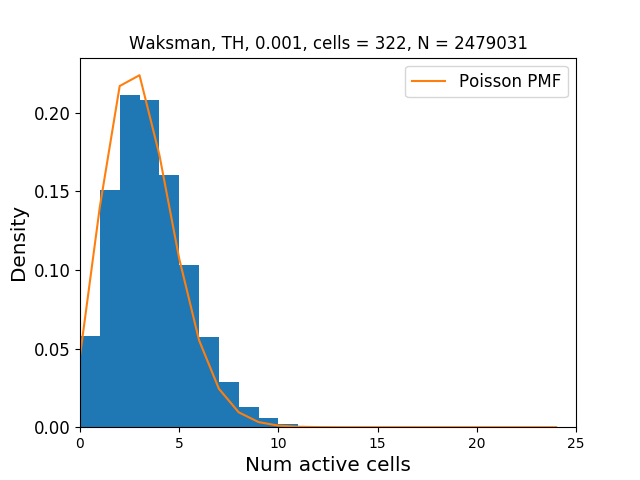 Waksman, TH, 0.001, cells = 322, N = 2479031
Poisson PMF
0.20
0.15
0.10
0.05
0.00
Density
0 5 10 15 20 25
Num active cells